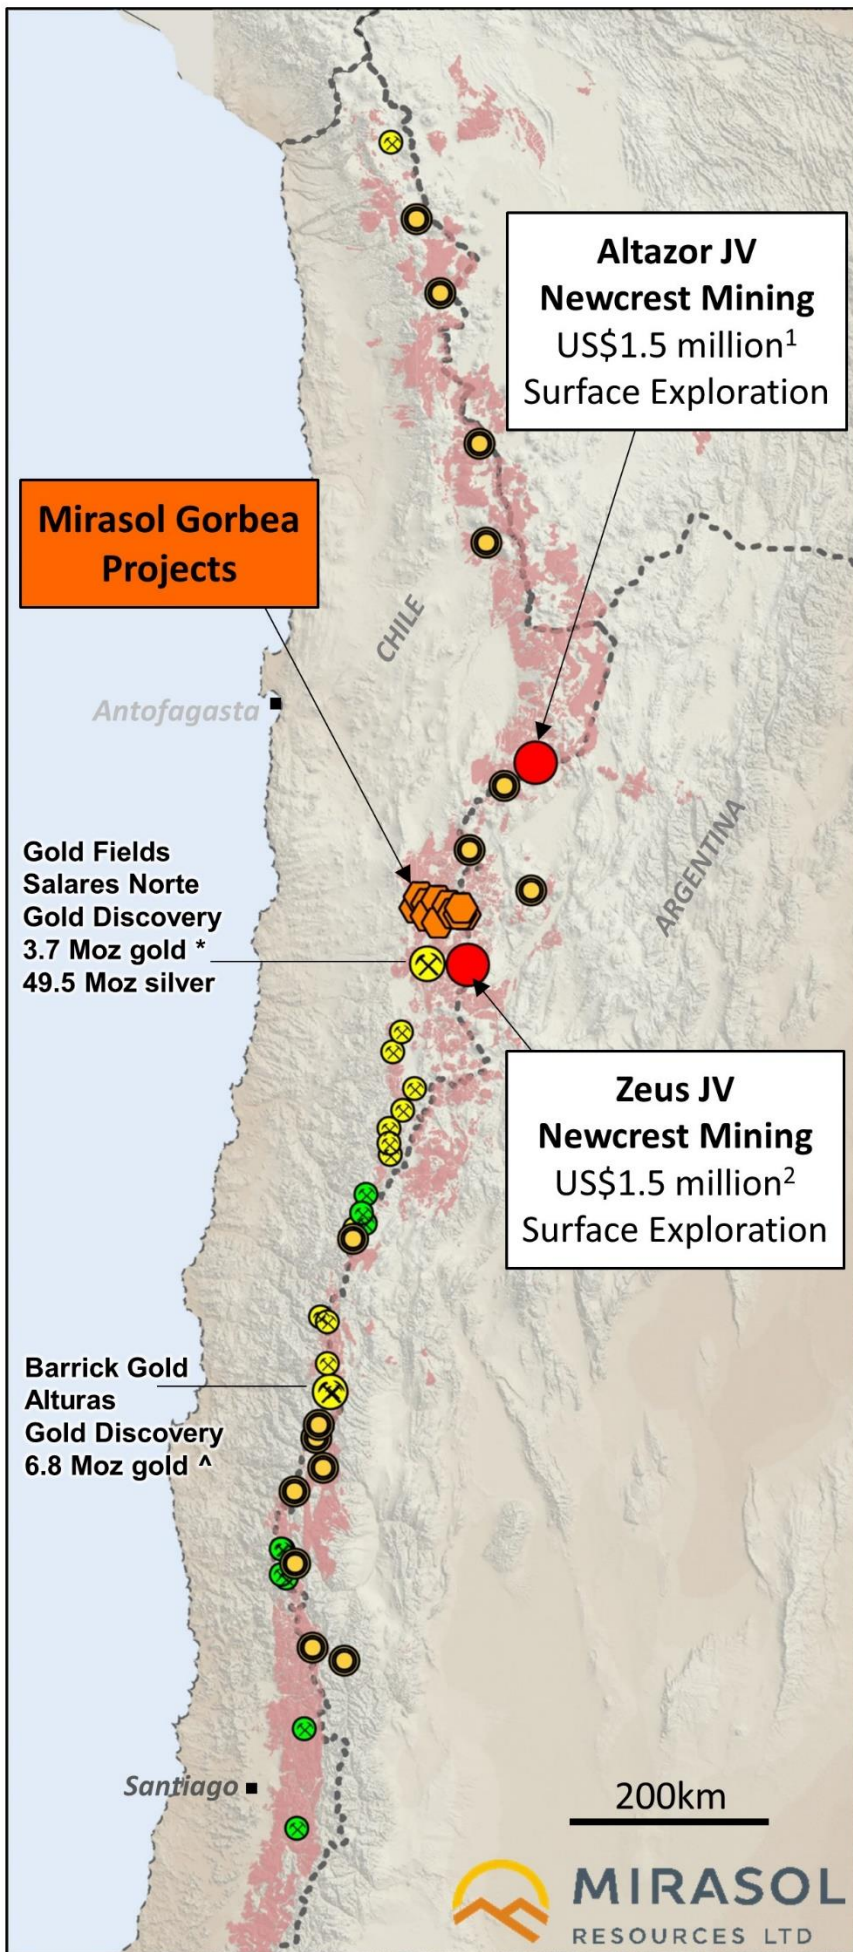 Altazor JV
Newcrest Mining
US$1.5 million¹
Surface Exploration
Mirasol Gorbea
Projects
CHILE
Antofagasta
ARGENTINA
Gold Fields
Salares Norte
Gold Discovery
3.7 Moz gold *
49.5 Moz silver
Zeus JV
Newcrest Mining
US$1.5 million²
Surface Exploration
Barrick Gold
Alturas
Gold Discovery
6.8 Moz gold ^
Santiago
200km
MIRASOL
RESOURCES LTD